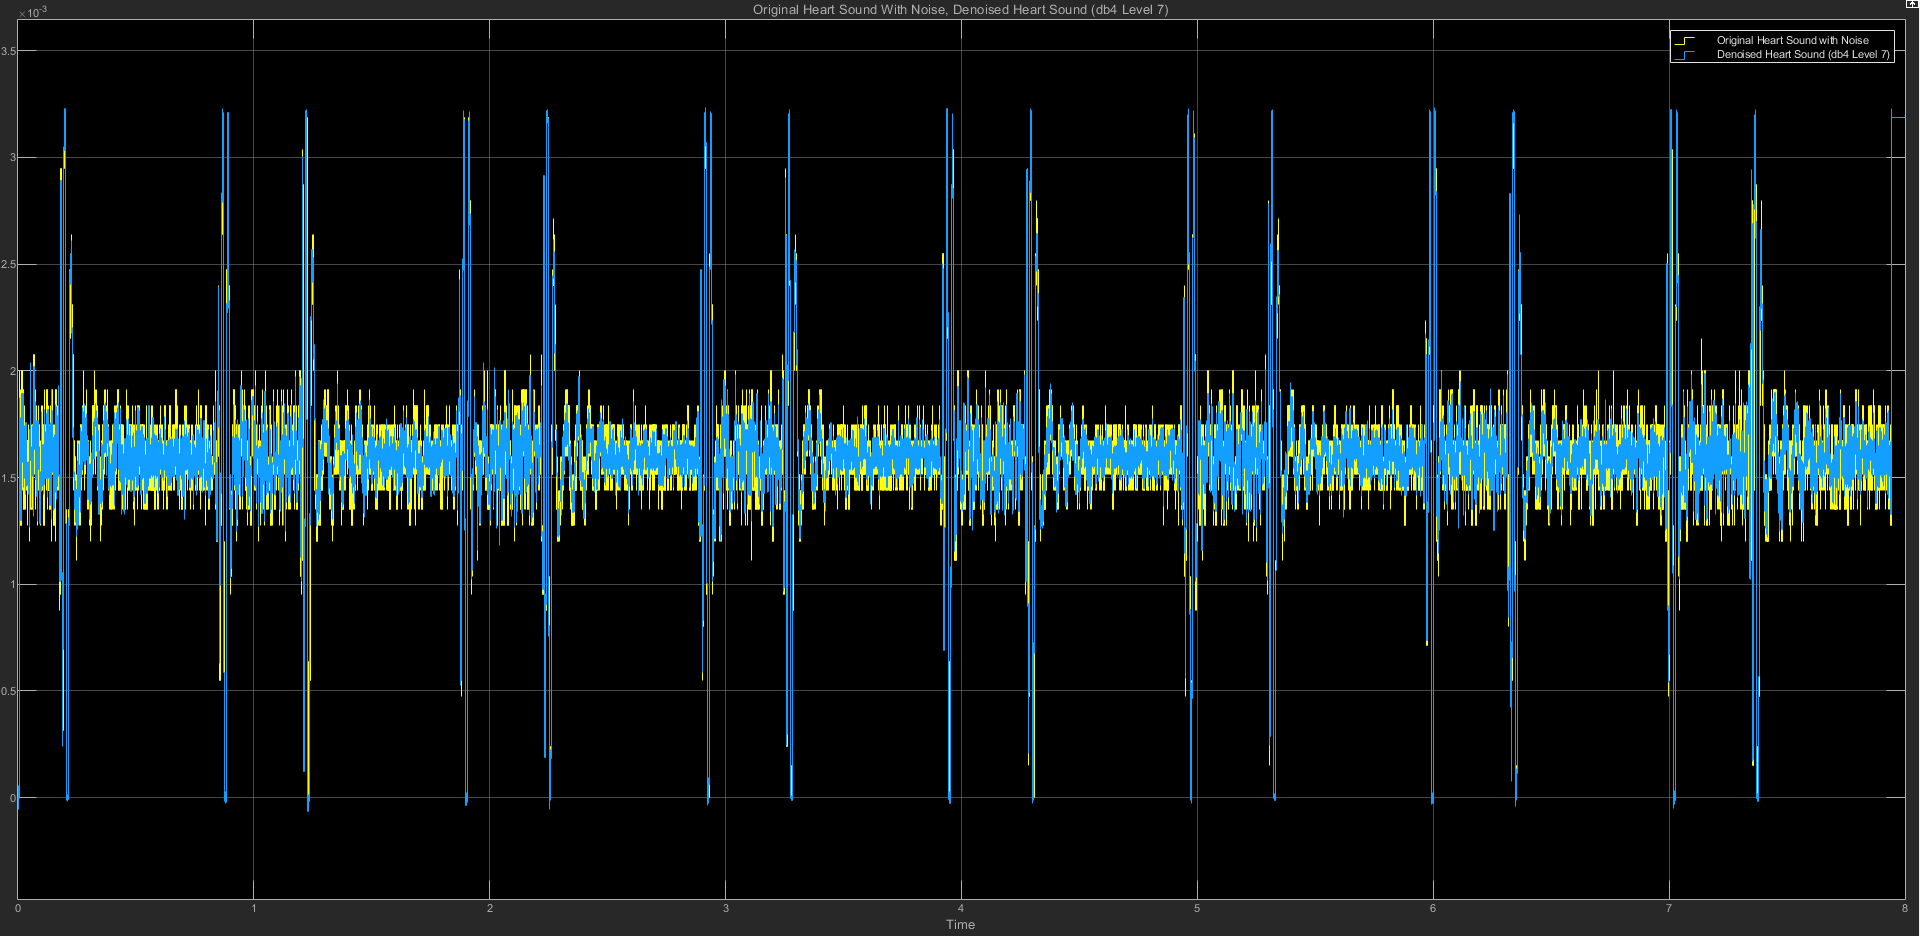 ×10⁻³
Original Heart Sound With Noise, Denoised Heart Sound (db4 Level 7)
Original Heart Sound with Noise
Denoised Heart Sound (db4 Level 7)
3.5
3
2.5
2
1.5
1
0.5
0
0 1 2 3 4 5 6 7 8
Time